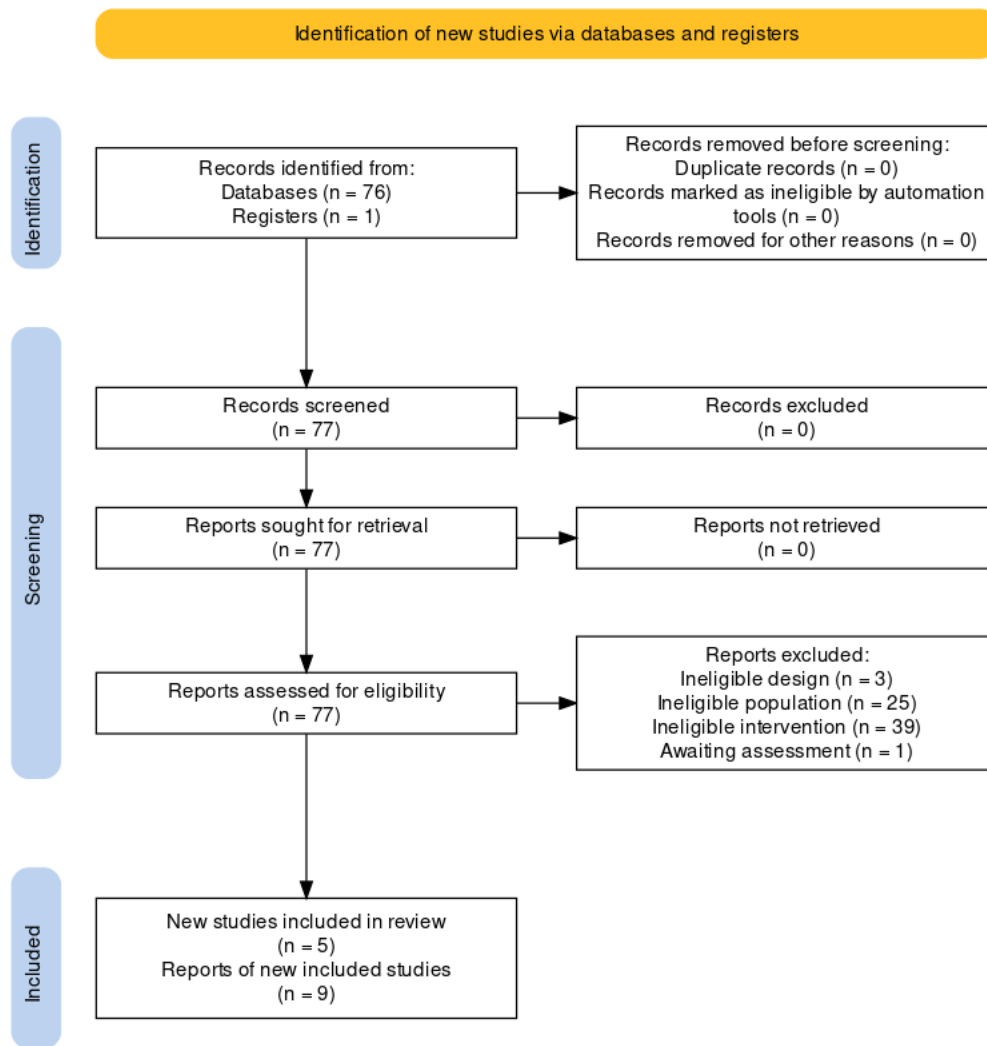 Identification of new studies via databases and registers
Identification
Records identified from:
Databases (n = 76)
Registers (n = 1)
Records removed before screening:
Duplicate records (n = 0)
Records marked as ineligible by automation
tools (n = 0)
Records removed for other reasons (n = 0)
Screening
Records screened
(n = 77)
Records excluded
(n = 0)
Reports sought for retrieval
(n = 77)
Reports not retrieved
(n = 0)
Reports assessed for eligibility
(n = 77)
Reports excluded:
Ineligible design (n = 3)
Ineligible population (n = 25)
Ineligible intervention (n = 39)
Awaiting assessment (n = 1)
Included
New studies included in review
(n = 5)
Reports of new included studies
(n = 9)